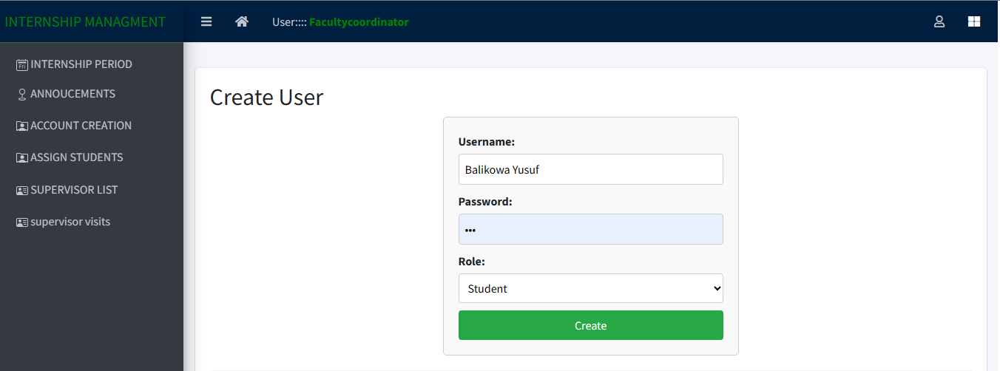 INTERNSHIP MANAGMENT
User:::: Facultycoordinator
INTERNSHIP PERIOD
ANNOUCEMENTS
ACCOUNT CREATION
ASSIGN STUDENTS
SUPERVISOR LIST
supervisor visits
Create User
Username:
Balikowa Yusuf
Password:
•••
Role:
Student
Create